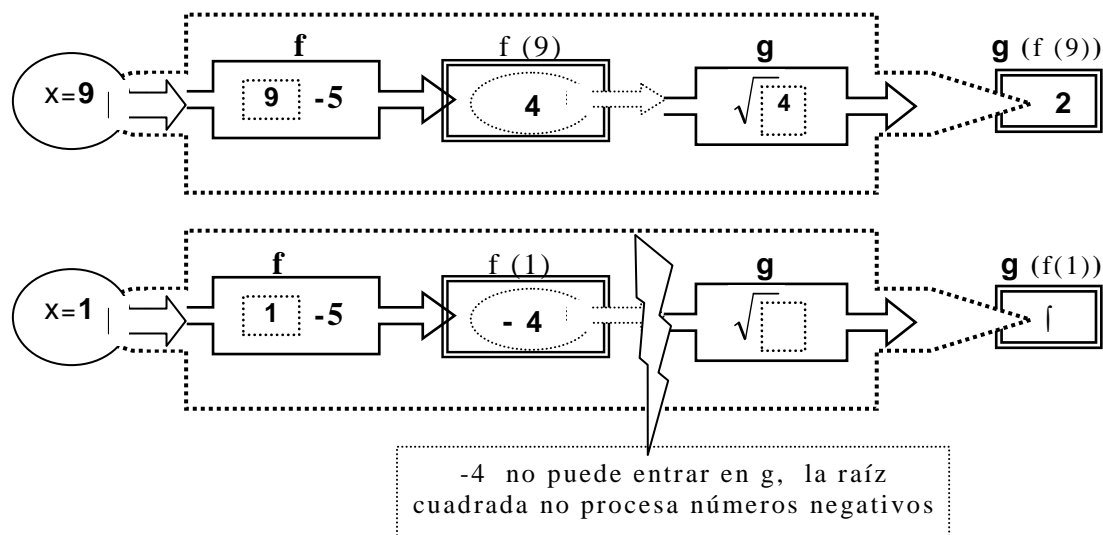 f f (9) g g (f (9))
x=9 9 -5 4 √ 4 2
f f (1) g g (f(1))
x=1 1 -5 - 4 √
-4 no puede entrar en g, la raíz
cuadrada no procesa números negativos